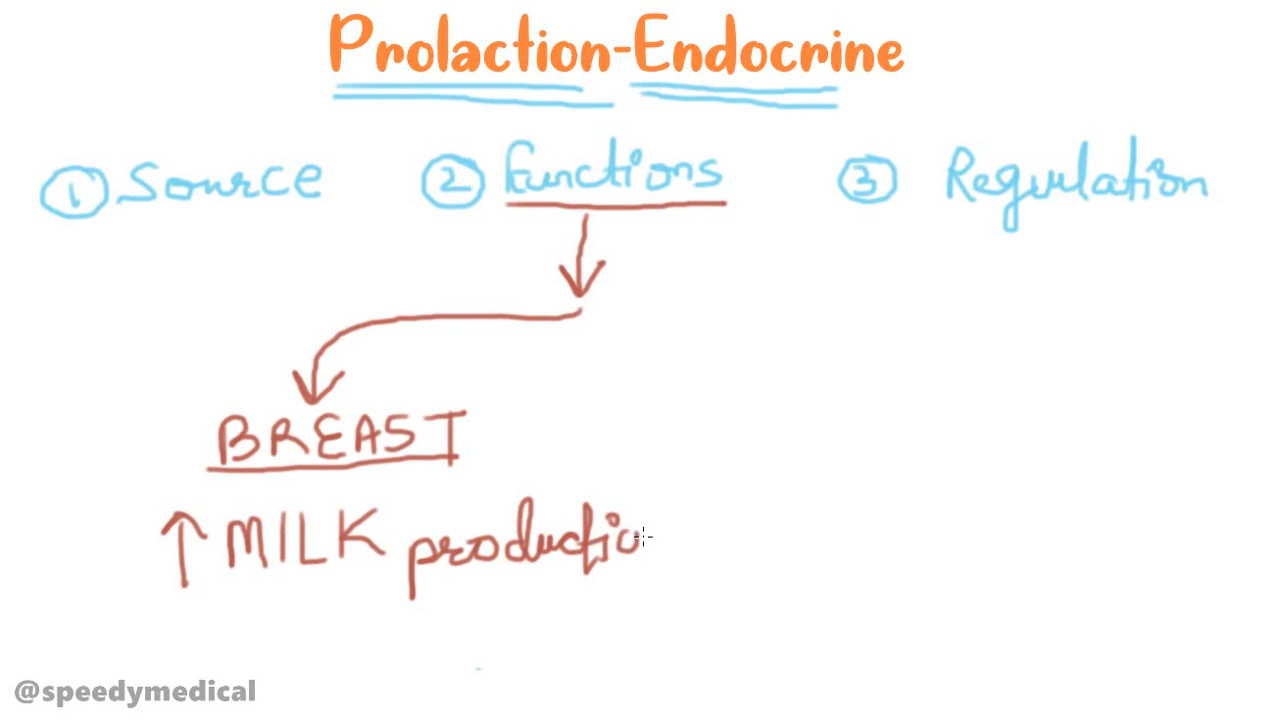 Prolaction-Endocrine
① Source ② Functions ③ Regulation
BREAST
↑ MILK productio
@speedymedical